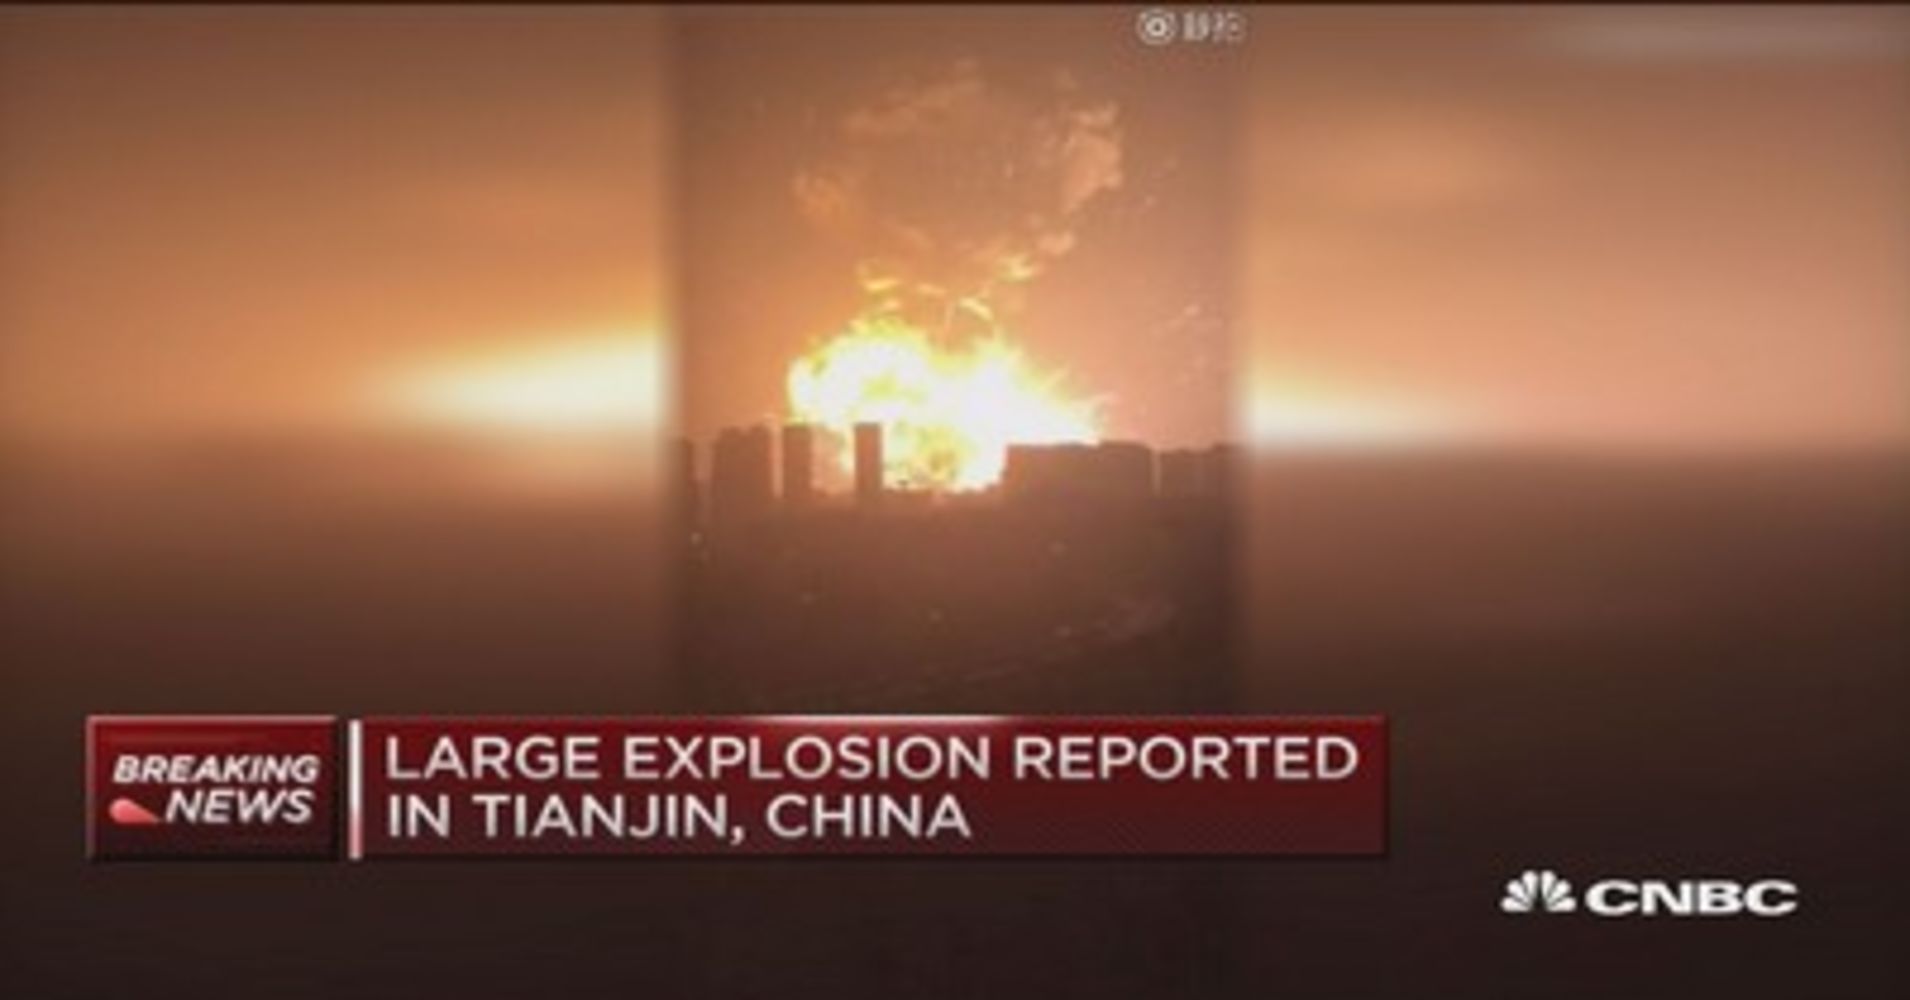 BREAKING
NEWS
LARGE EXPLOSION REPORTED
IN TIANJIN, CHINA
CNBC